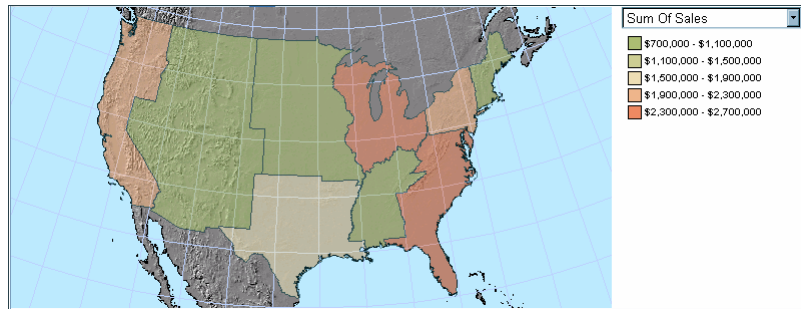 Sum Of Sales
$700,000 - $1,100,000
$1,100,000 - $1,500,000
$1,500,000 - $1,900,000
$1,900,000 - $2,300,000
$2,300,000 - $2,700,000